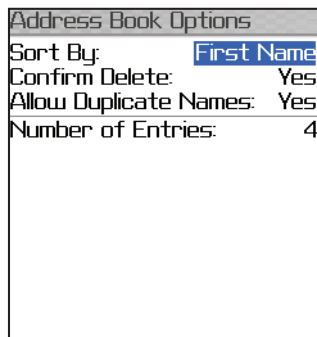 Address Book Options
Sort By: First Name
Confirm Delete: Yes
Allow Duplicate Names: Yes
Number of Entries: 4